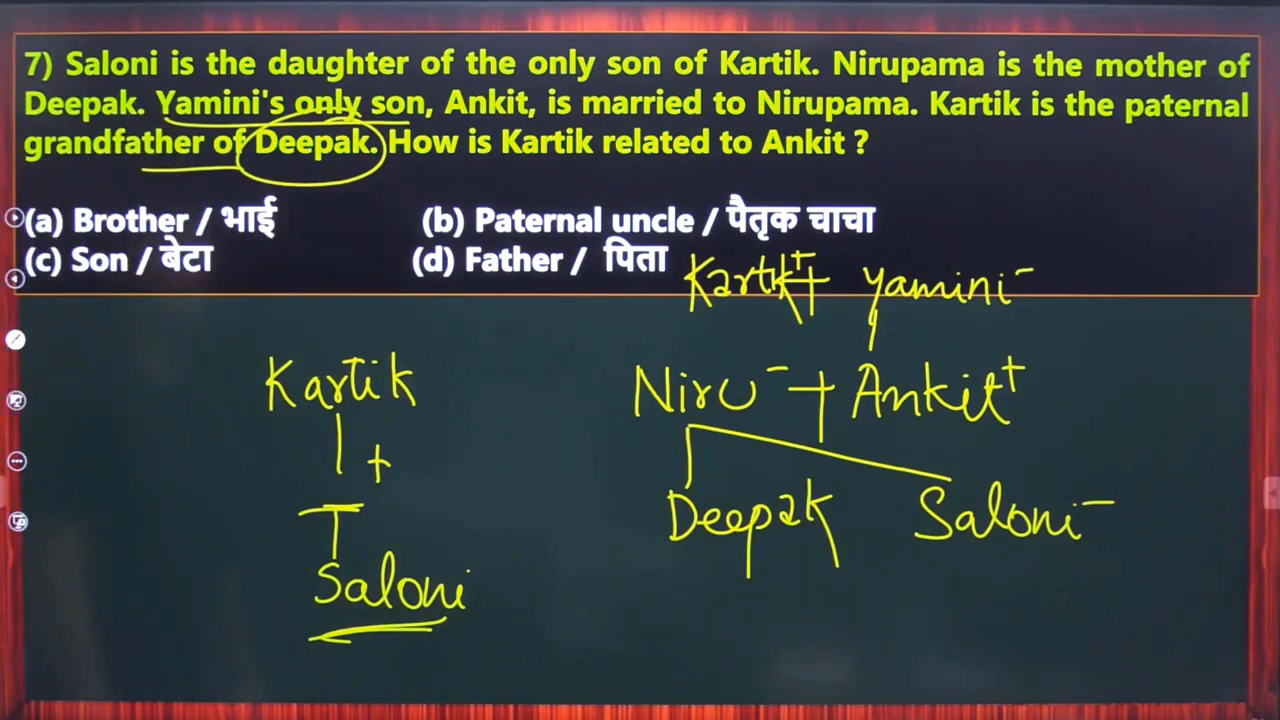 7) Saloni is the daughter of the only son of Kartik. Nirupama is the mother of
Deepak. Yamini's only son, Ankit, is married to Nirupama. Kartik is the paternal
grandfather of Deepak. How is Kartik related to Ankit ?
(a) Brother / भाई (b) Paternal uncle / पैतृक चाचा
(c) Son / बेटा (d) Father / पिता
Kartik+ + Yamini-
Kartik Niru- + Ankit+
+
Deepak Saloni-
Saloni